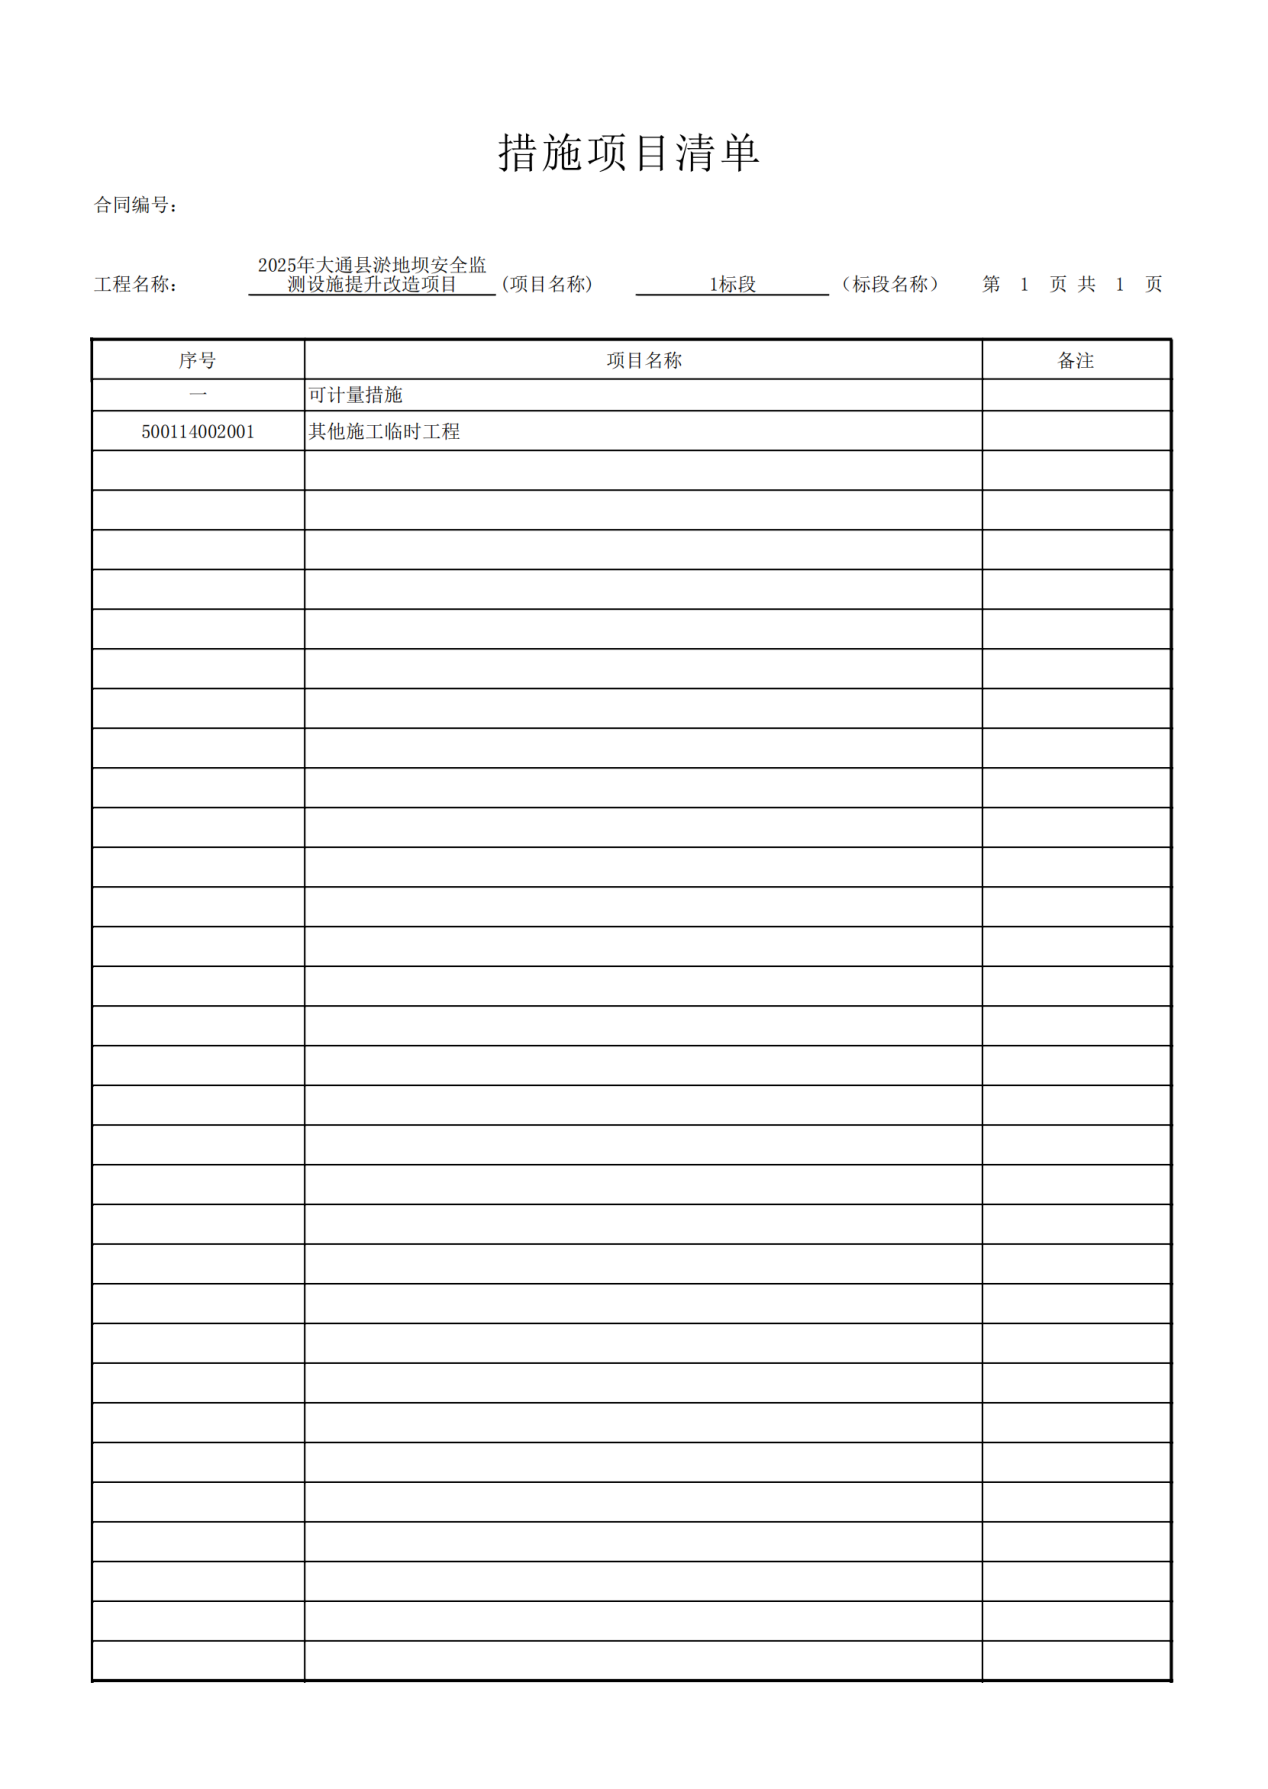 措施项目清单
合同编号:
2025年大通县淤地坝安全监
工程名称: 测设施提升改造项目 (项目名称) 1标段 (标段名称) 第 1 页 共 1 页
序号 项目名称 备注
一 可计量措施
500114002001 其他施工临时工程